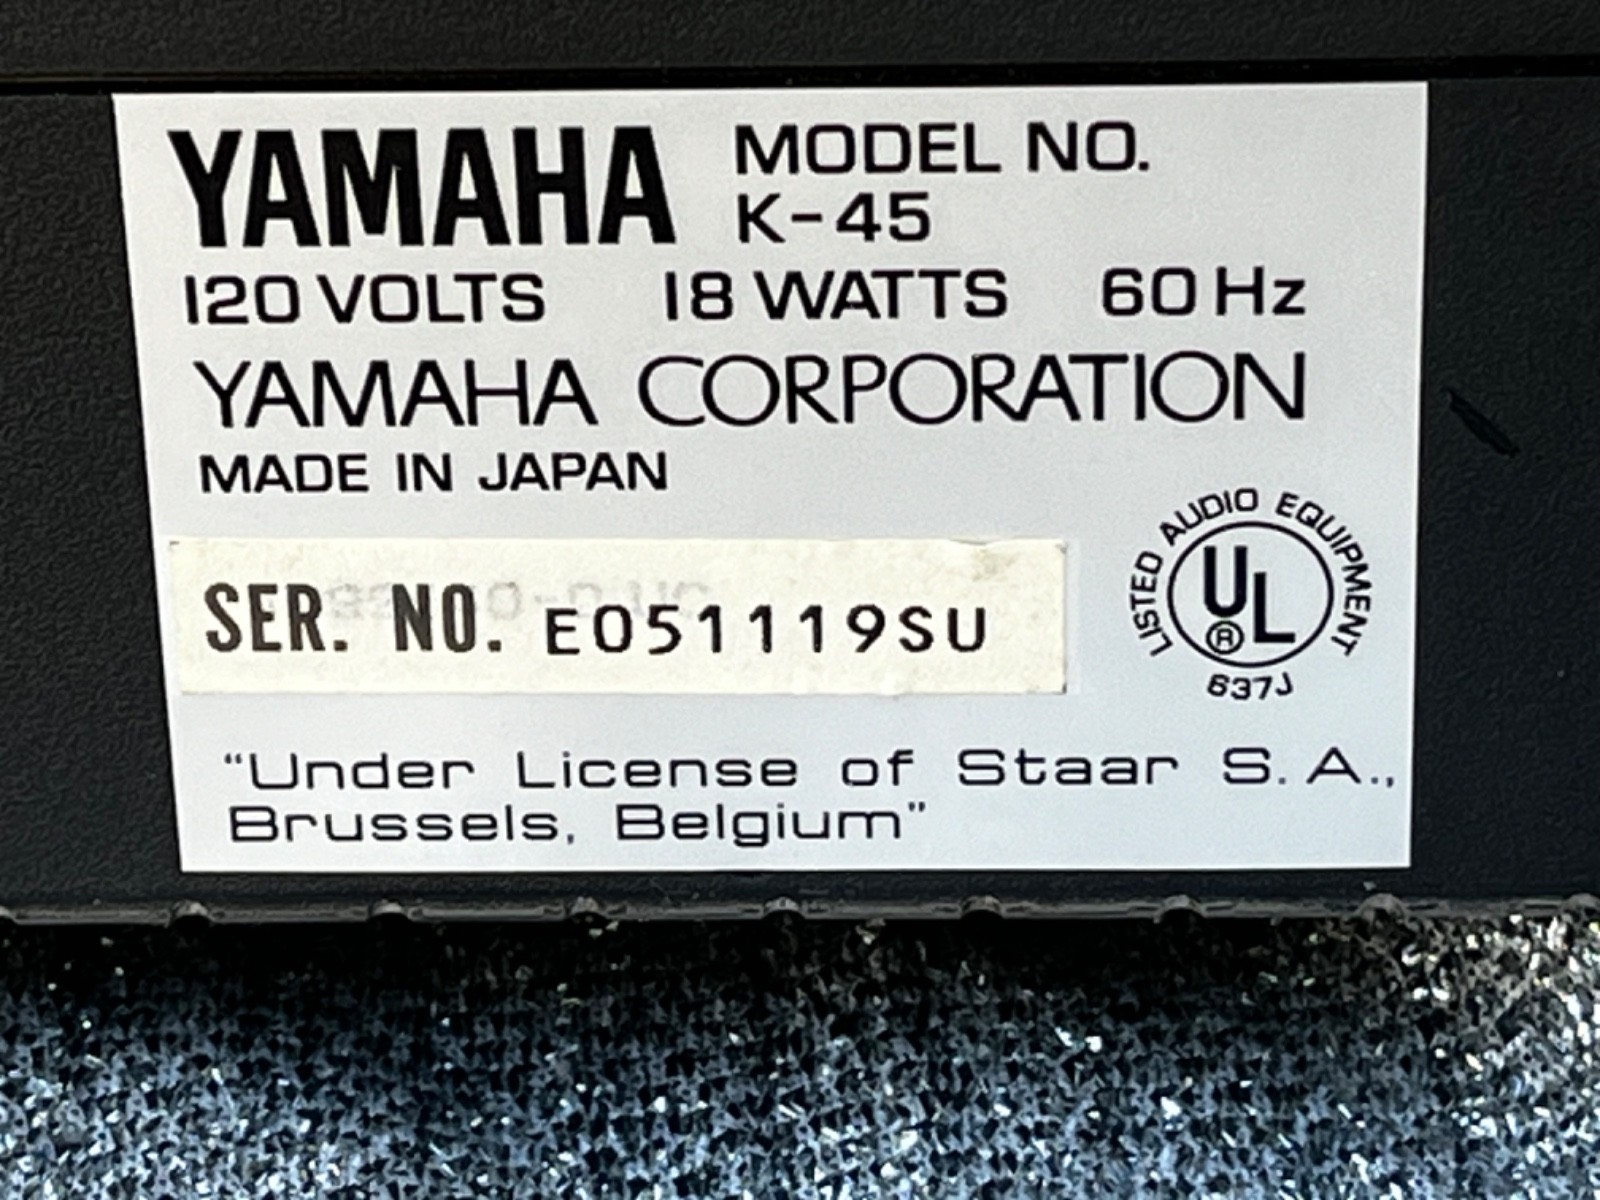 YAMAHA MODEL NO.
K-45
120 VOLTS 18 WATTS 60 Hz
YAMAHA CORPORATION
MADE IN JAPAN
SER. NO. E051119SU
LISTED AUDIO EQUIPMENT
UL
®
637J
"Under License of Staar S. A.,
Brussels, Belgium"